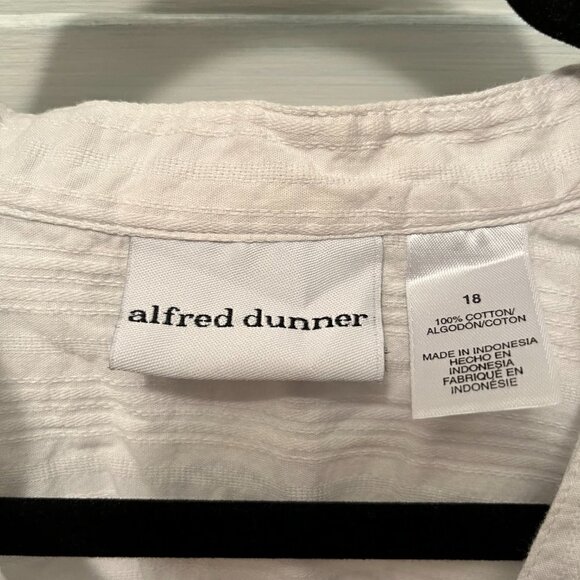 alfred dunner
18
100% COTTON/
ALGODÓN/COTON
MADE IN INDONESIA
HECHO EN
INDONESIA
FABRIQUÉ EN
INDONÉSIE